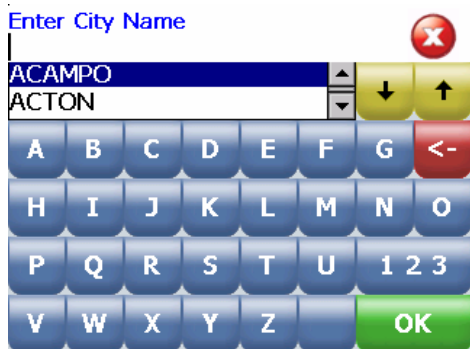 Enter City Name
X
ACAMPO
ACTON
↓ ↑
A B C D E F G <-
H I J K L M N O
P Q R S T U 1 2 3
V W X Y Z OK